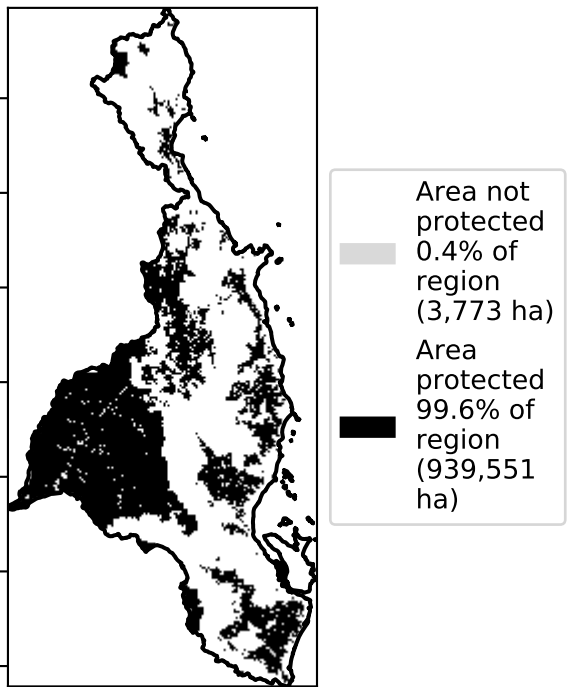 Area not
protected
0.4% of
region
(3,773 ha)
Area
protected
99.6% of
region
(939,551
ha)